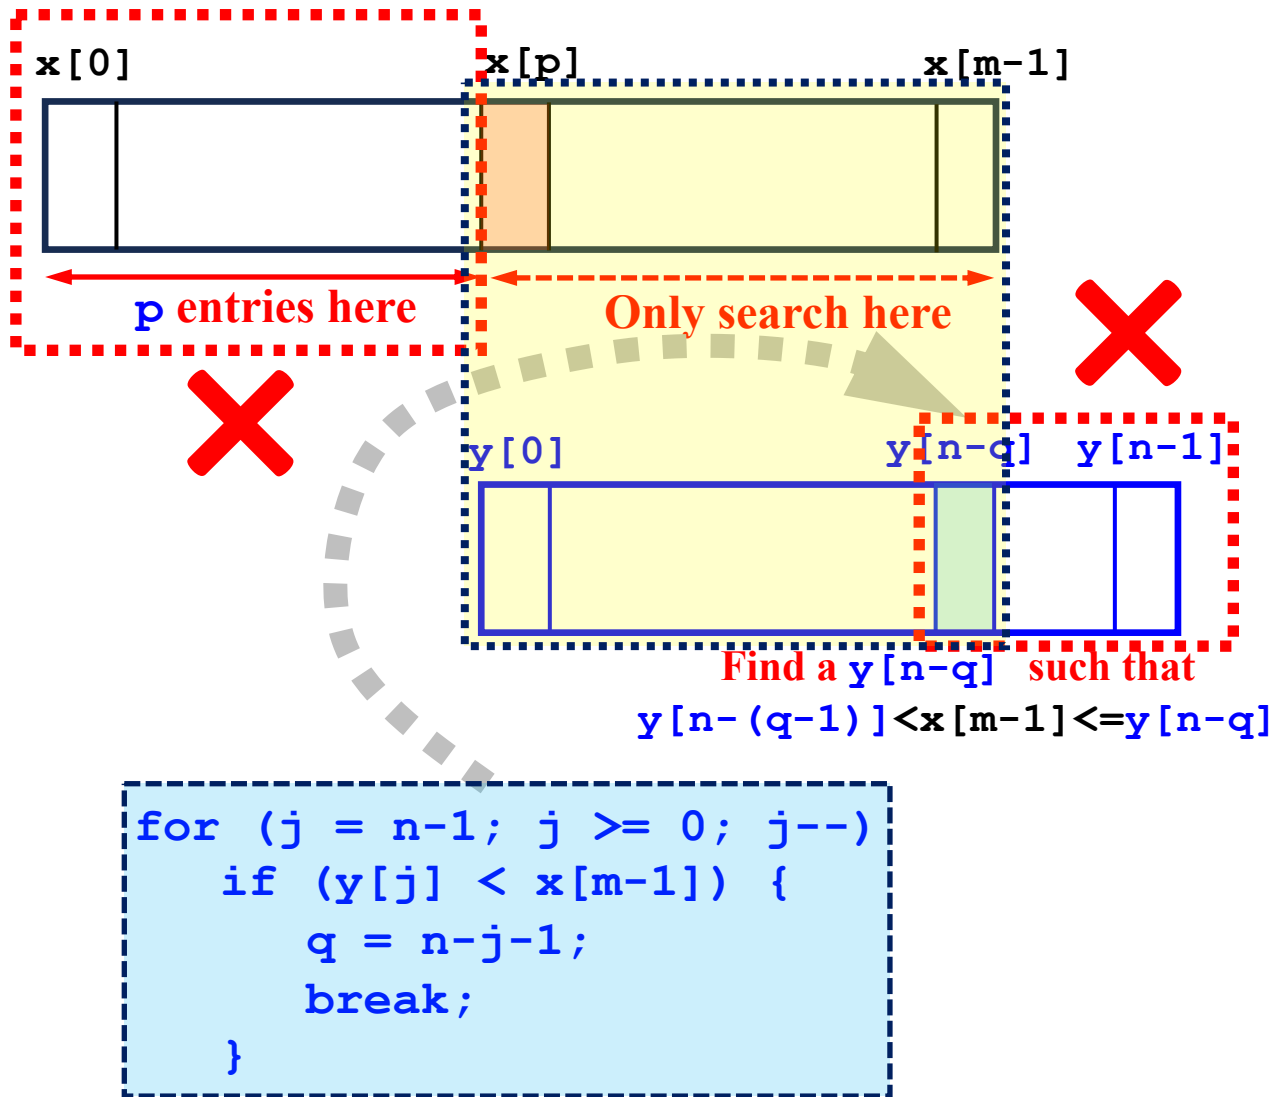 x[0] x[p] x[m-1]
p entries here Only search here
y[0] y[n-q] y[n-1]
Find a y[n-q] such that
y[n-(q-1)]<x[m-1]<=y[n-q]
for (j = n-1; j >= 0; j--)
if (y[j] < x[m-1]) {
q = n-j-1;
break;
}